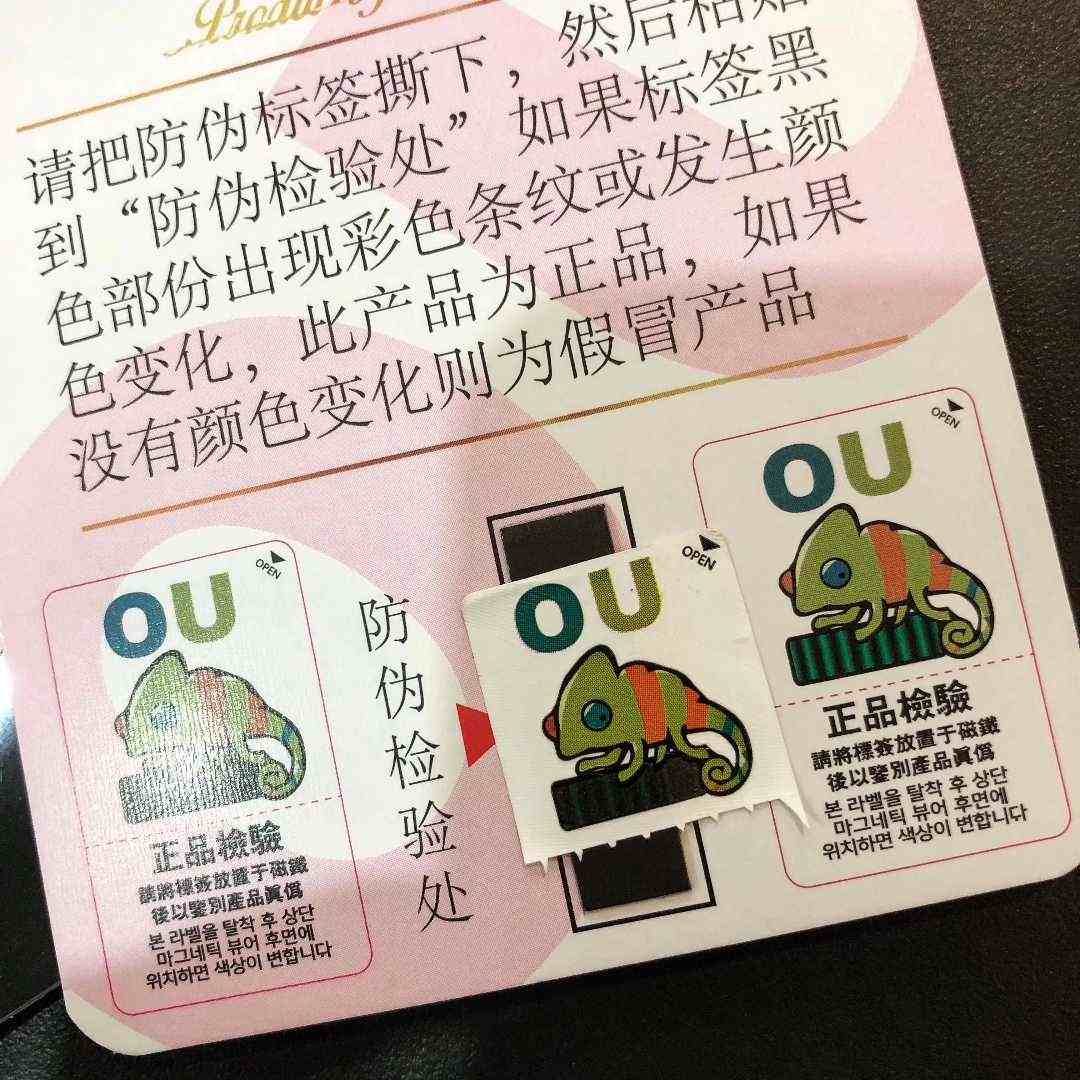 请把防伪标签撕下，然后粘贴
到“防伪检验处”如果标签黑
色部份出现彩色条纹或发生颜
色变化，此产品为正品，如果
没有颜色变化则为假冒产品
OPEN
OU
正品檢驗
請將標簽放置于磁鐵
後以鑒別產品眞僞
본 라벨을 탈착 후 상단
마그네틱 뷰어 후면에
위치하면 색상이 변합니다
防伪检验处
OPEN
OU
OPEN
OU
正品檢驗
請將標簽放置于磁鐵
後以鑒別產品眞僞
본 라벨을 탈착 후 상단
마그네틱 뷰어 후면에
위치하면 색상이 변합니다